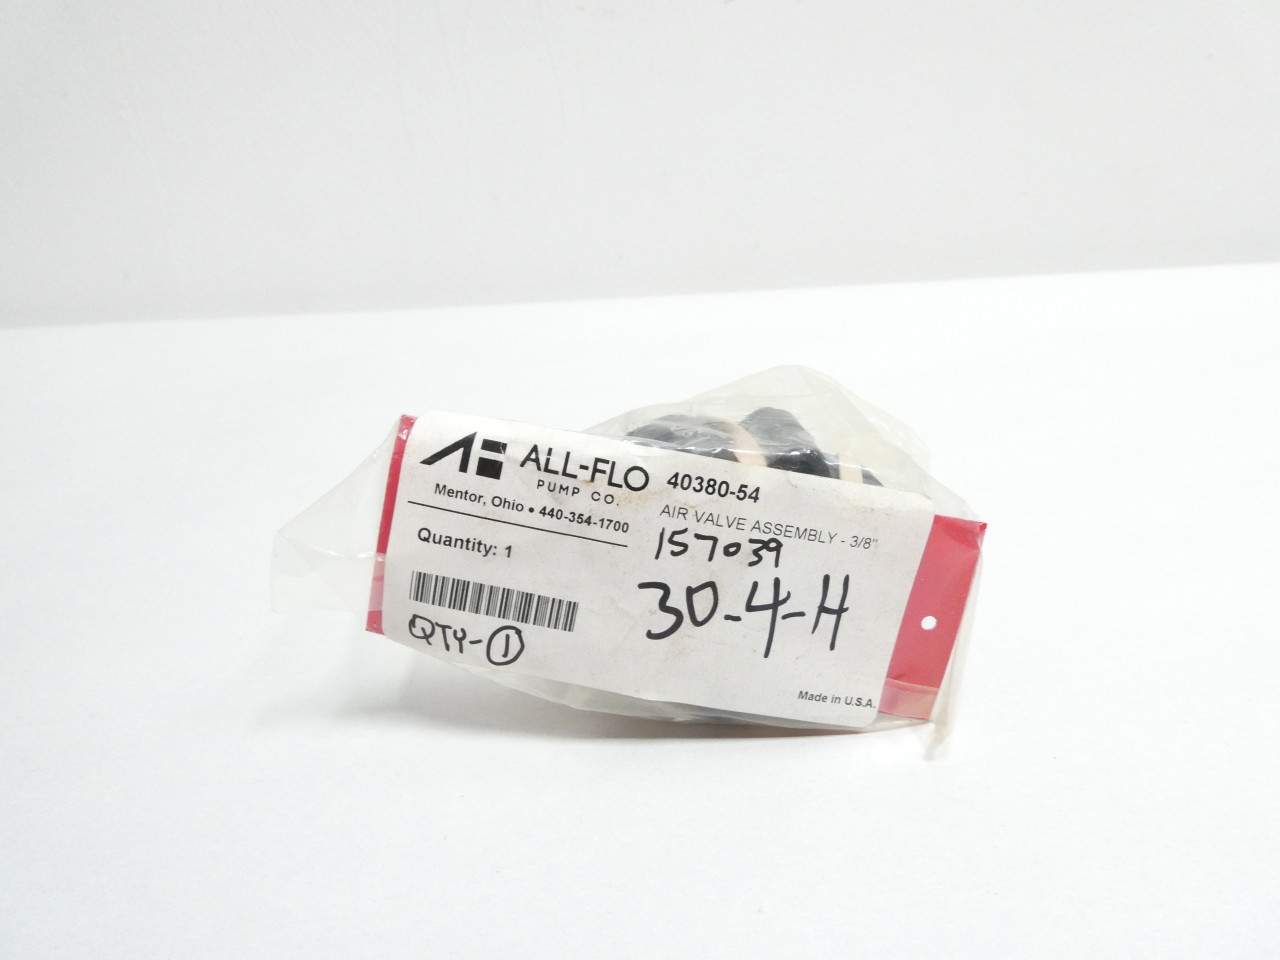 ALL-FLO
PUMP CO.
Mentor, Ohio • 440-354-1700
Quantity: 1
QTY-①
40380-54
AIR VALVE ASSEMBLY - 3/8"
157039
30-4-H
Made in U.S.A.